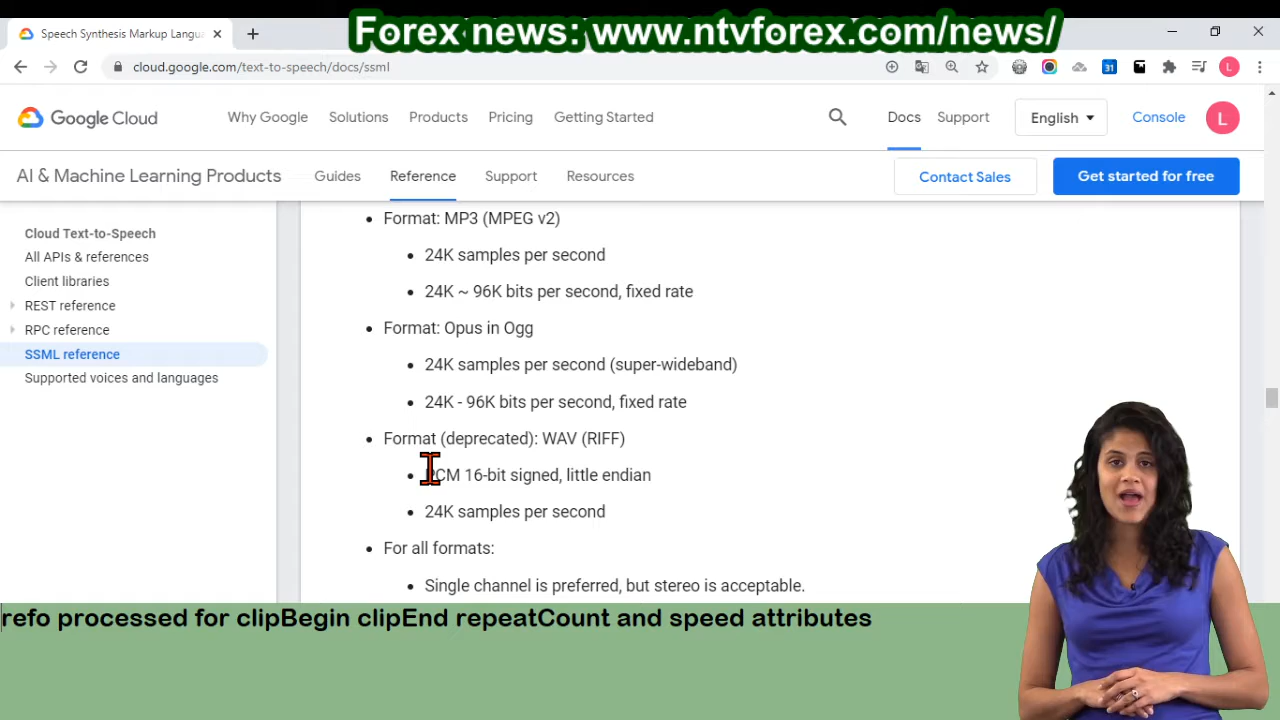 Speech Synthesis Markup Langu
Forex news: www.ntvforex.com/news/
cloud.google.com/text-to-speech/docs/ssml
31
L
Google Cloud
Why Google
Solutions
Products
Pricing
Getting Started
Docs
Support
English
Console
L
AI & Machine Learning Products
Guides
Reference
Support
Resources
Contact Sales
Get started for free
Cloud Text-to-Speech
All APIs & references
Client libraries
REST reference
RPC reference
SSML reference
Supported voices and languages
Format: MP3 (MPEG v2)
24K samples per second
24K ~ 96K bits per second, fixed rate
Format: Opus in Ogg
24K samples per second (super-wideband)
24K - 96K bits per second, fixed rate
Format (deprecated): WAV (RIFF)
PCM 16-bit signed, little endian
24K samples per second
For all formats:
Single channel is preferred, but stereo is acceptable.
refo processed for clipBegin clipEnd repeatCount and speed attributes